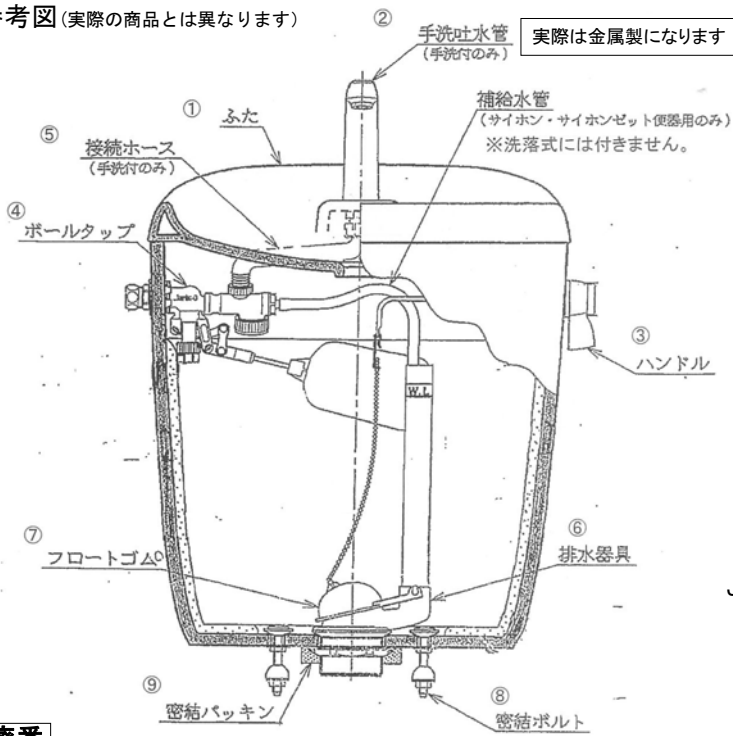 考図(実際の商品とは異なります)
②
手洗吐水管
(手洗付のみ)
実際は金属製になります
①
ふた
補給水管
(サイホン・サイホンゼット便器用のみ)
※洗落式には付きません。
⑤
接続ホース
(手洗付のみ)
④
ボールタップ
③
ハンドル
W.L
⑦
フロートゴム
⑥
排水器具
⑨
密結パッキン
⑧
密結ボルト
廃番